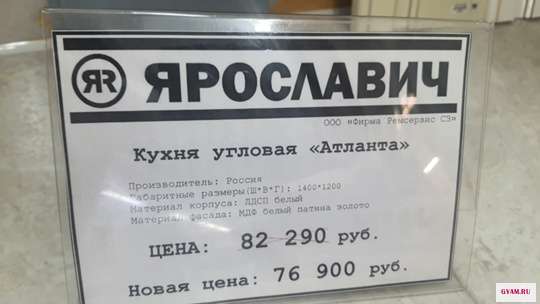 ЯR ЯРОСЛАВИЧ
ООО «Фирма Ремсервис СЗ»
Кухня угловая «Атланта»
Производитель: Россия
Габаритные размеры(Ш*В*Г): 1400*1200
Материал корпуса: ЛДСП белый
Материал фасада: МДФ белый патина золото
ЦЕНА: 82 290 руб.
Новая цена: 76 900 руб.
GYAM.RU